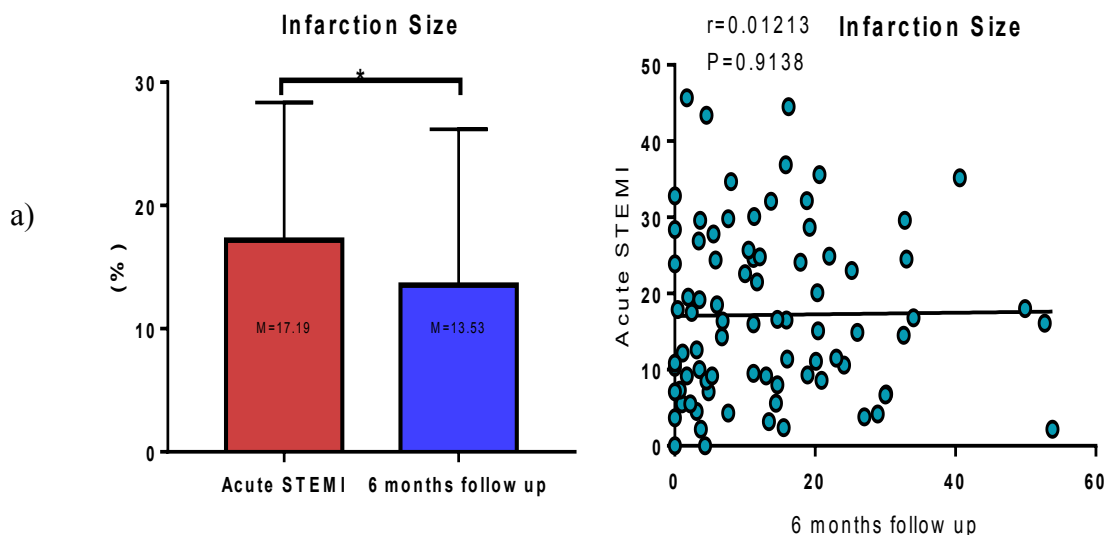 a)
Infarction Size
*
30
20
10
0
(%)
M=17.19
M=13.53
Acute STEMI
6 months follow up
r=0.01213
P=0.9138
Infarction Size
50
40
30
20
10
0
Acute STEMI
0
20
40
60
6 months follow up